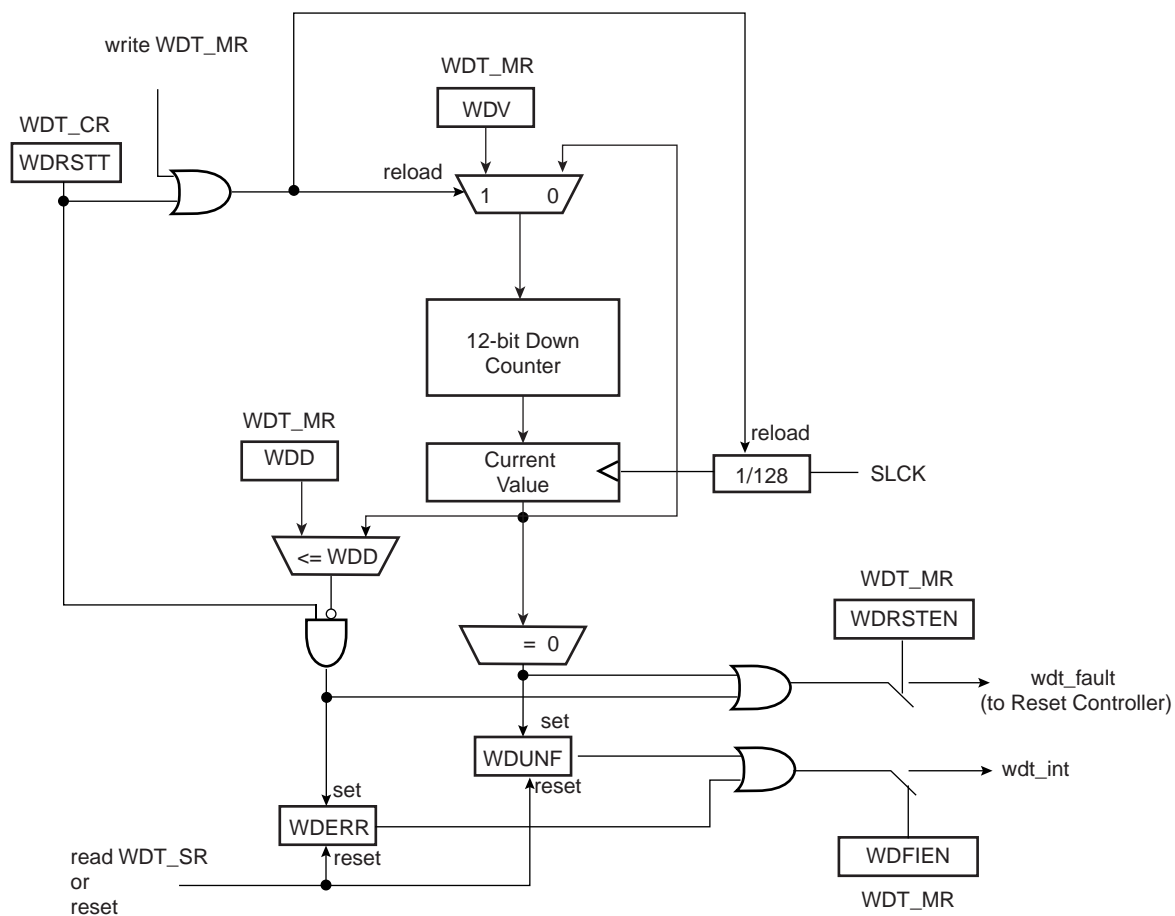 write WDT_MR
WDT_MR
WDV
WDT_CR
WDRSTT
reload
1 0
12-bit Down
Counter
WDT_MR
WDD
reload
Current
Value
1/128
SLCK
<= WDD
WDT_MR
WDRSTEN
= 0
wdt_fault
(to Reset Controller)
set
WDUNF
reset
wdt_int
set
WDERR
reset
WDFIEN
WDT_MR
read WDT_SR
or
reset